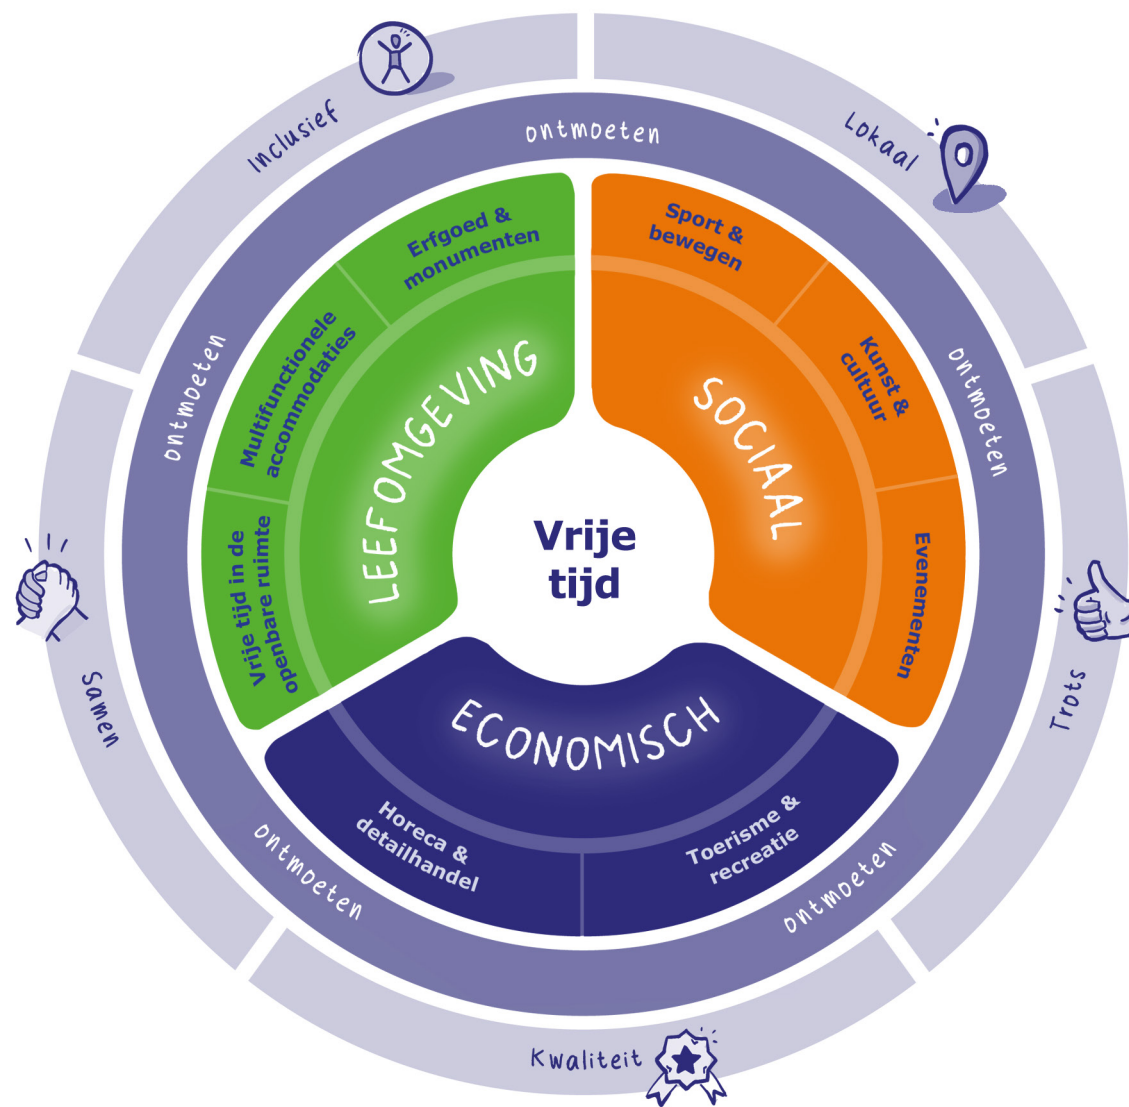 Inclusief
Lokaal
ontmoeten
Erfgoed &
monumenten
Sport &
bewegen
Multifunctionele
accommodaties
ontmoeten
Kunst &
cultuur
ontmoeten
LEEFOMGEVING
SOCIAAL
Vrije
tijd
Vrije tijd in de
openbare ruimte
Evenementen
Samen
Trots
ECONOMISCH
Horeca &
detailhandel
Toerisme &
recreatie
ontmoeten
ontmoeten
Kwaliteit